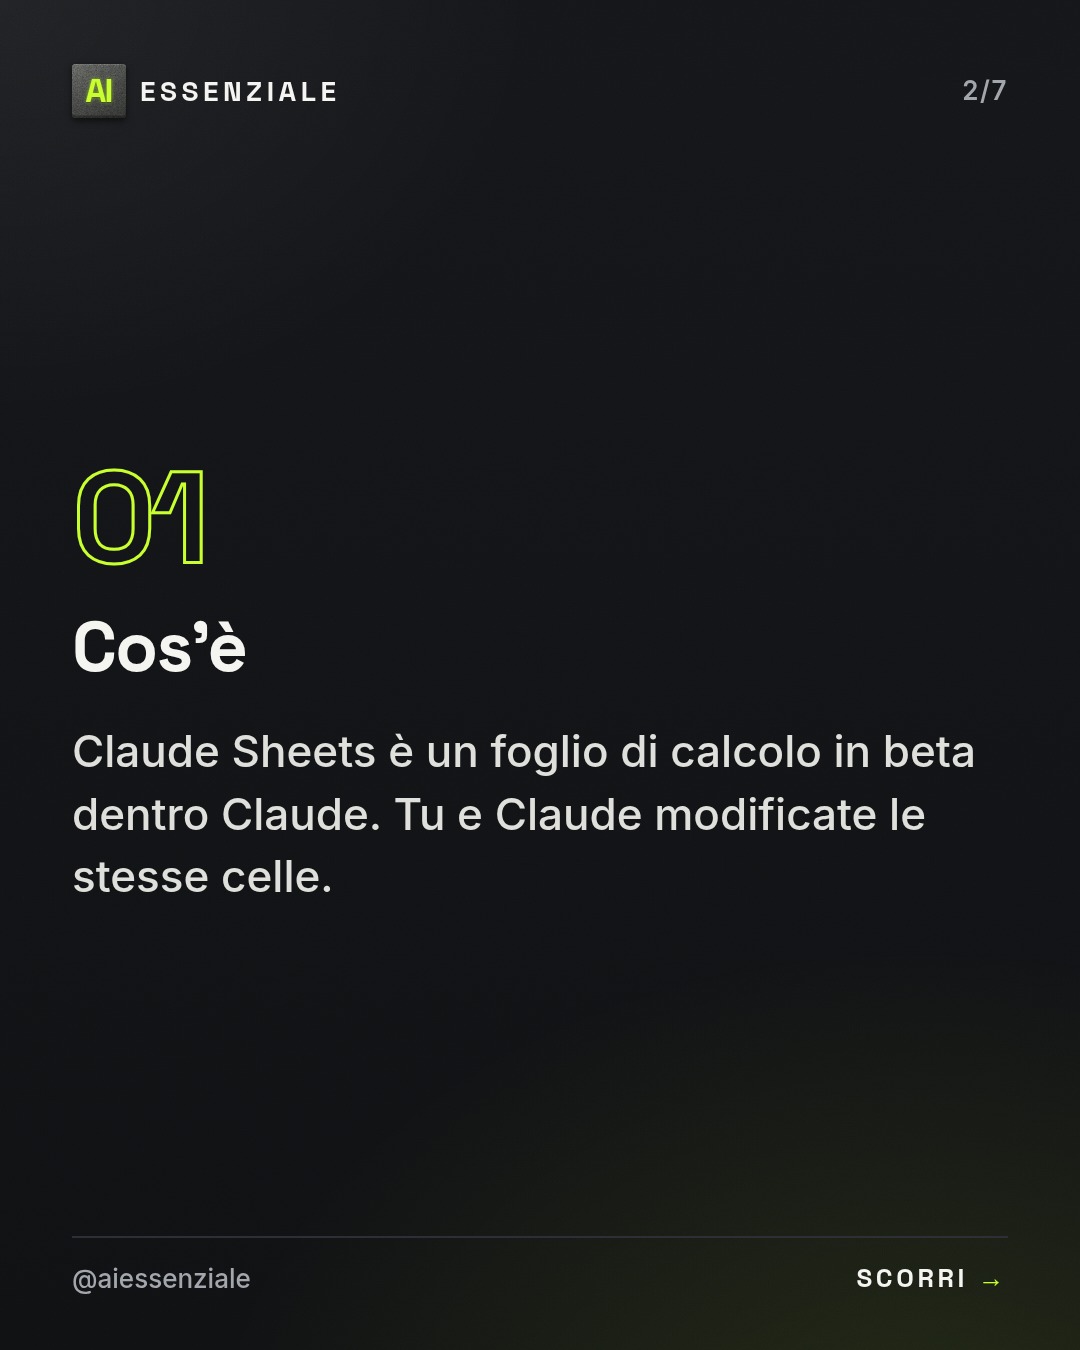 AI ESSENZIALE
2/7
01
Cos’è
Claude Sheets è un foglio di calcolo in beta
dentro Claude. Tu e Claude modificate le
stesse celle.
@aiessenziale
SCORRI →